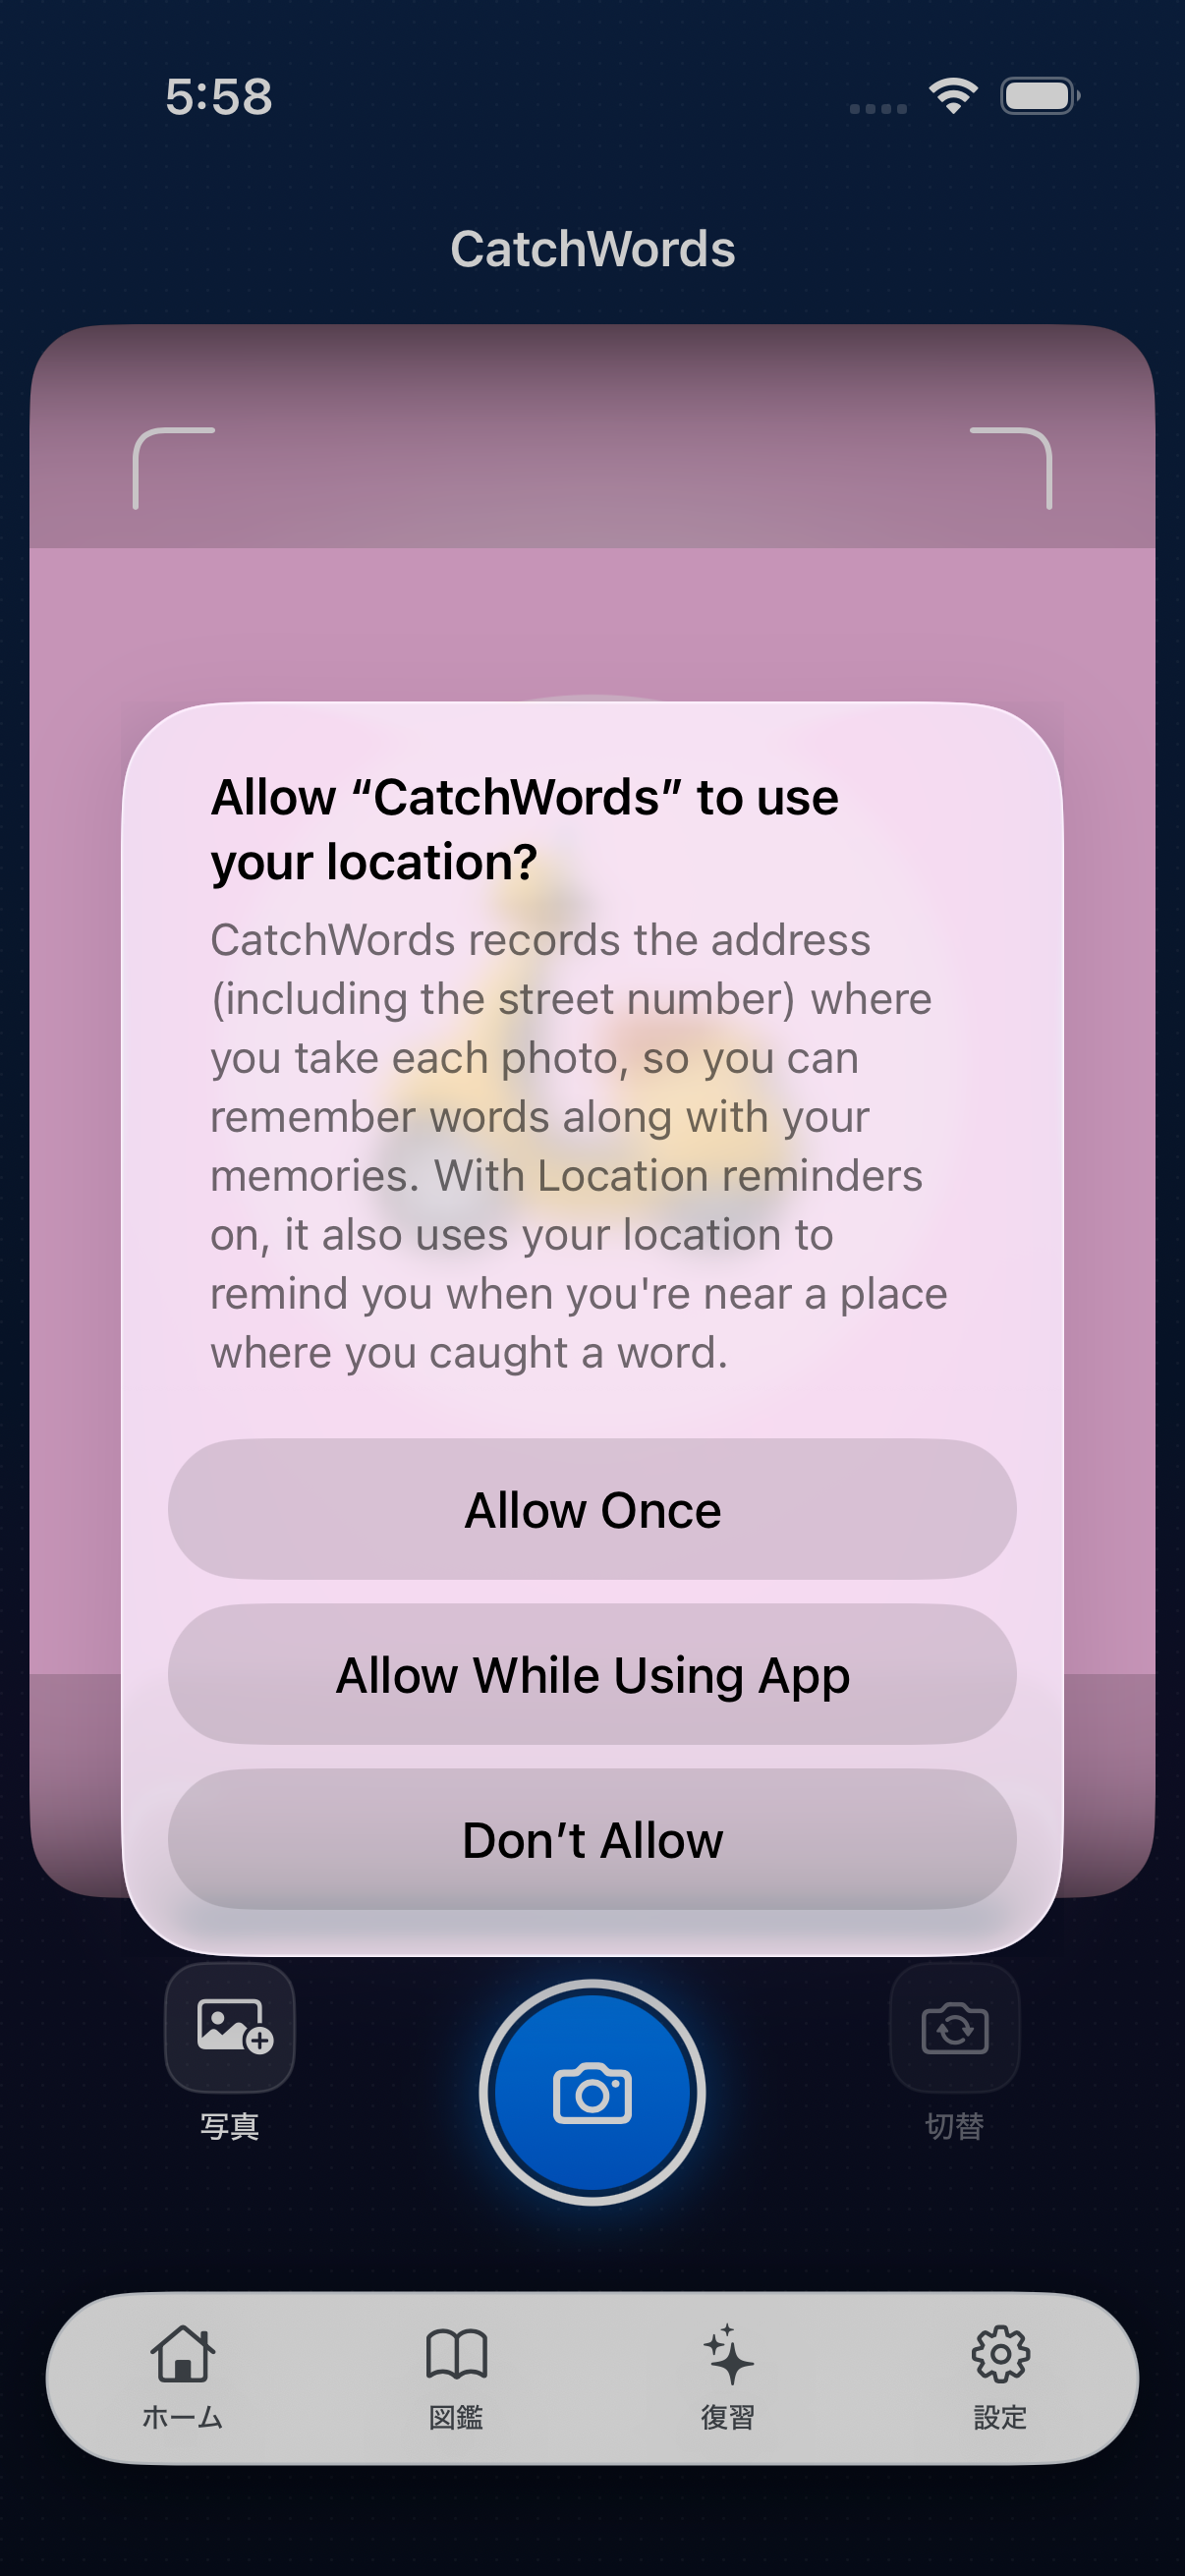 5:58
CatchWords
Allow “CatchWords” to use
your location?
CatchWords records the address
(including the street number) where
you take each photo, so you can
remember words along with your
memories. With Location reminders
on, it also uses your location to
remind you when you're near a place
where you caught a word.
Allow Once
Allow While Using App
Don’t Allow
写真
切替
ホーム
図鑑
復習
設定